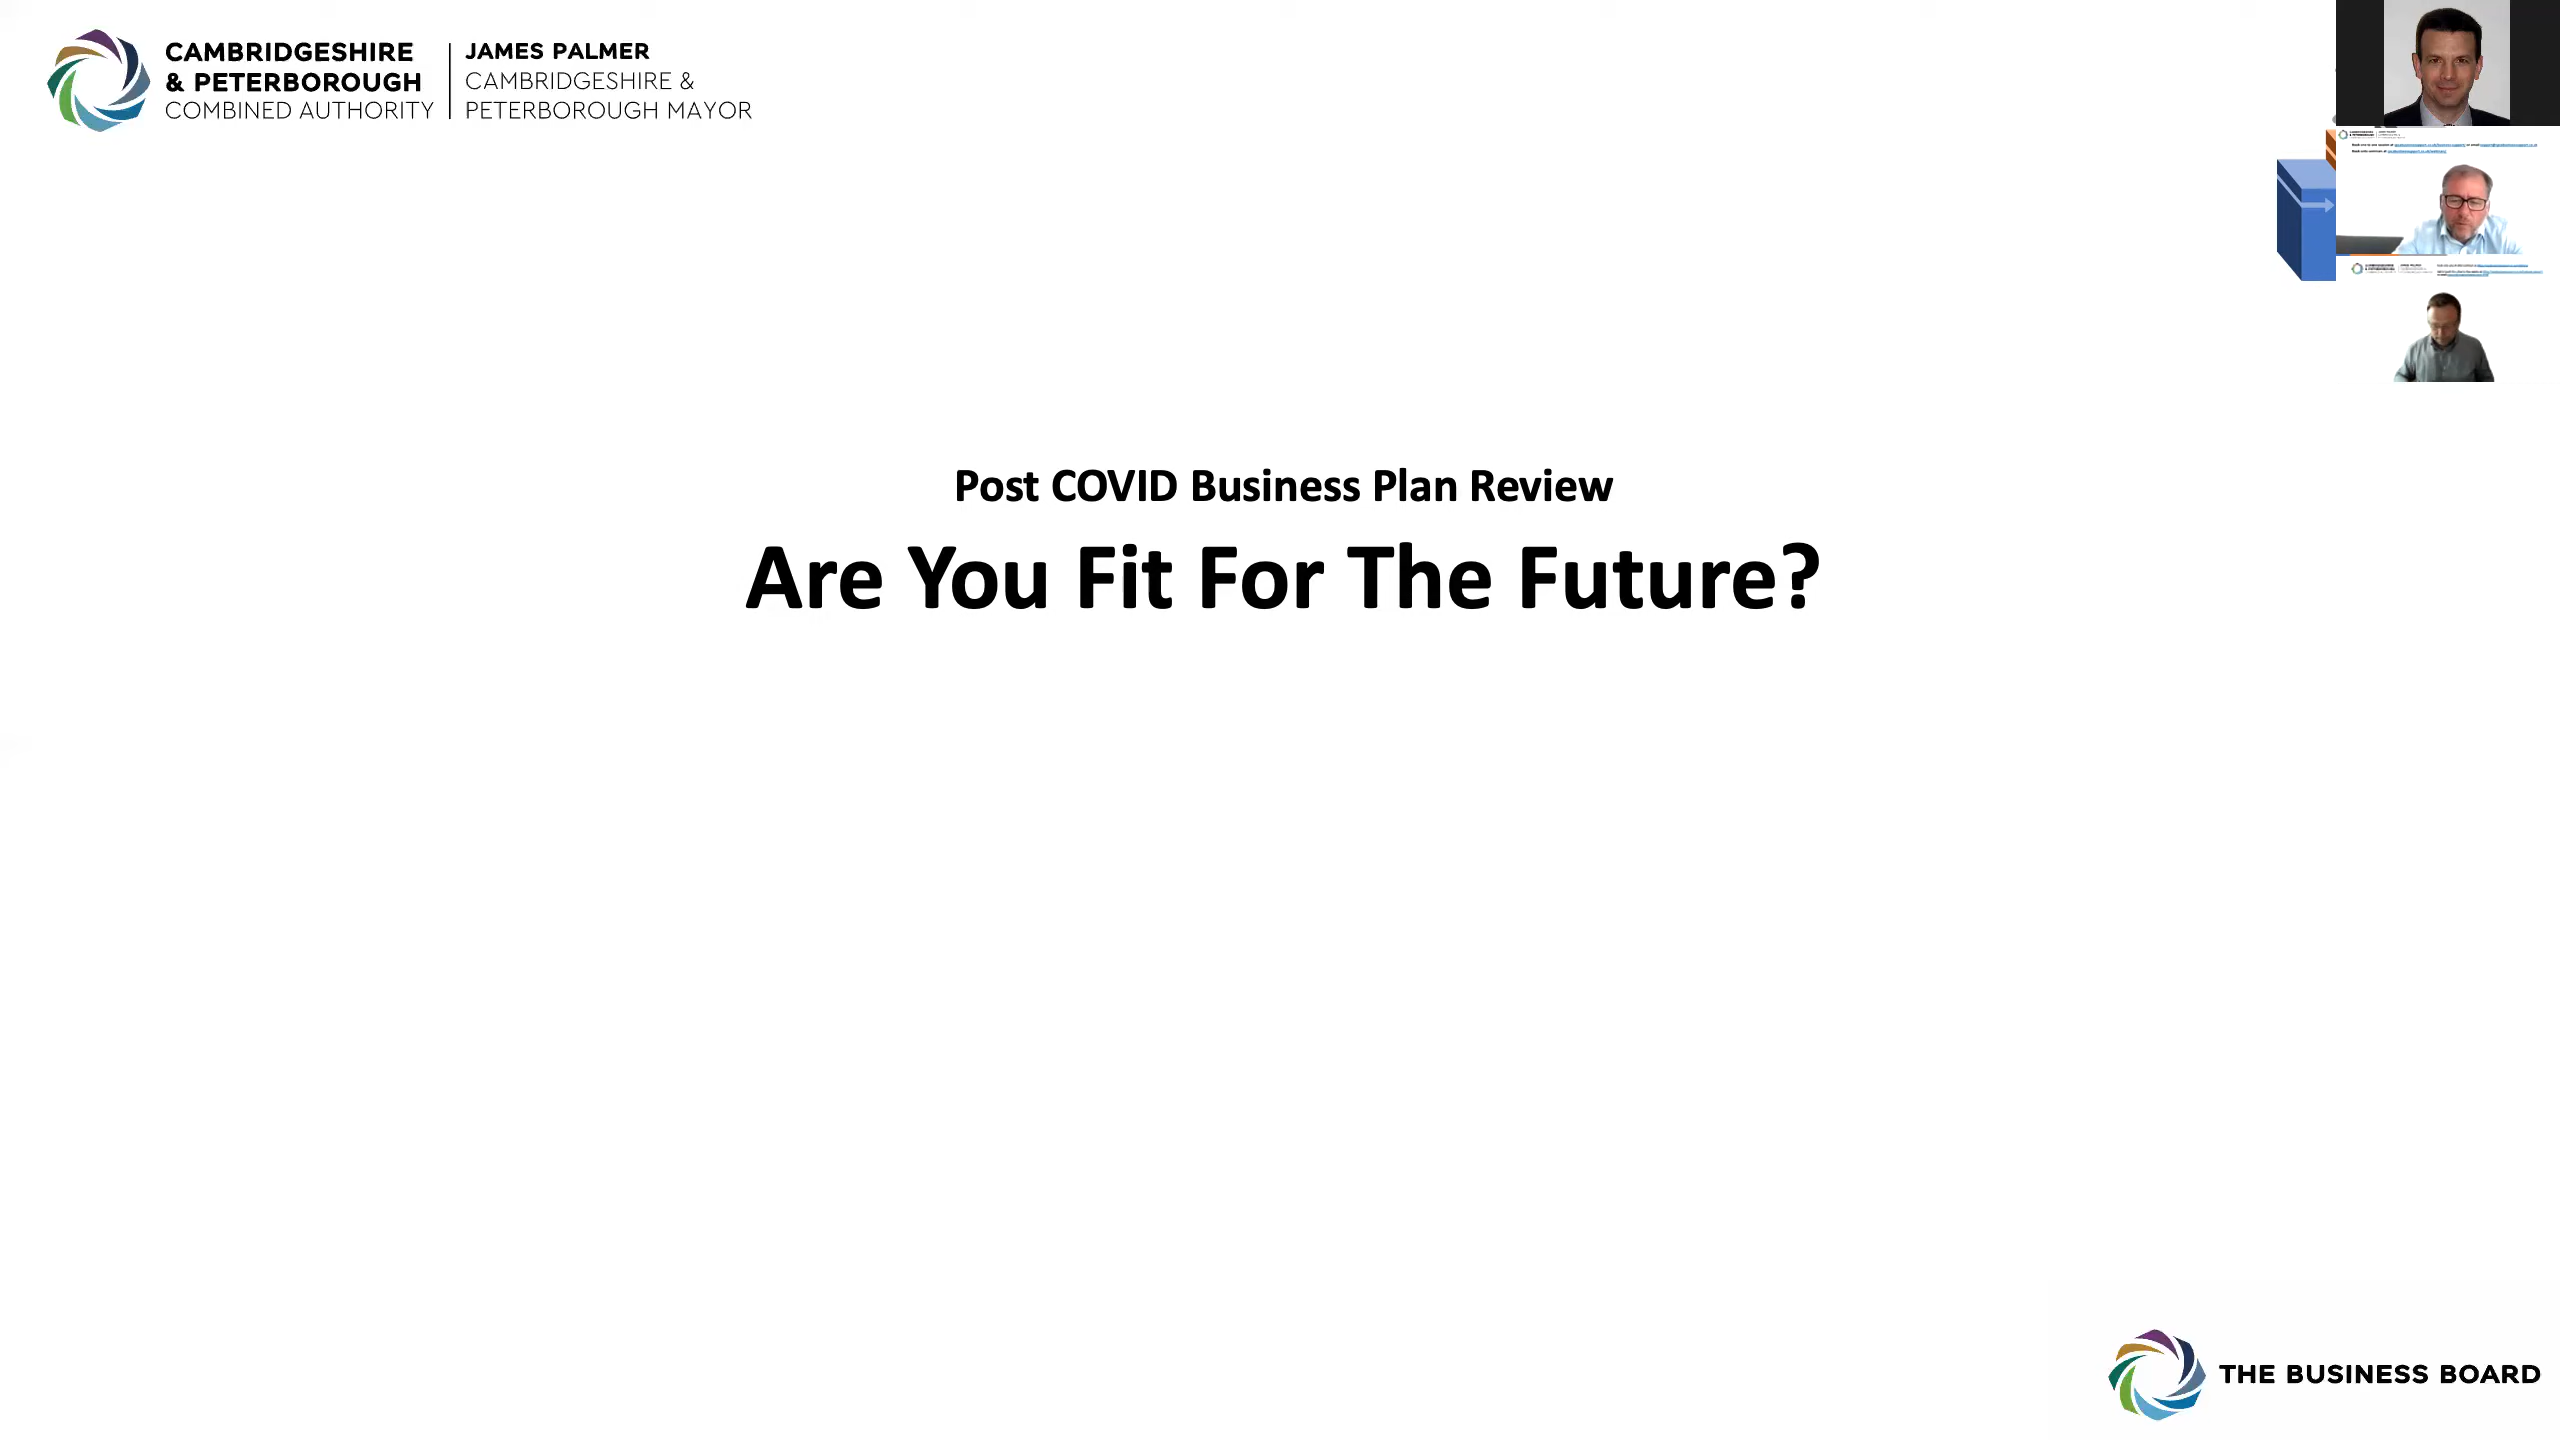 CAMBRIDGESHIRE
& PETERBOROUGH
COMBINED AUTHORITY
JAMES PALMER
CAMBRIDGESHIRE &
PETERBOROUGH MAYOR
Post COVID Business Plan Review
Are You Fit For The Future?
THE BUSINESS BOARD